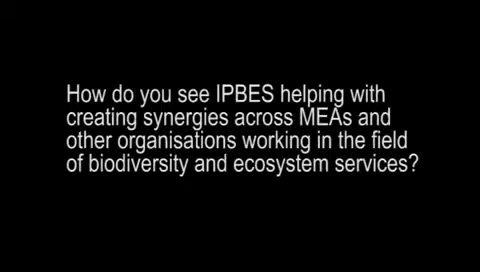 How do you see IPBES helping with
creating synergies across MEAs and
other organisations working in the field
of biodiversity and ecosystem services?